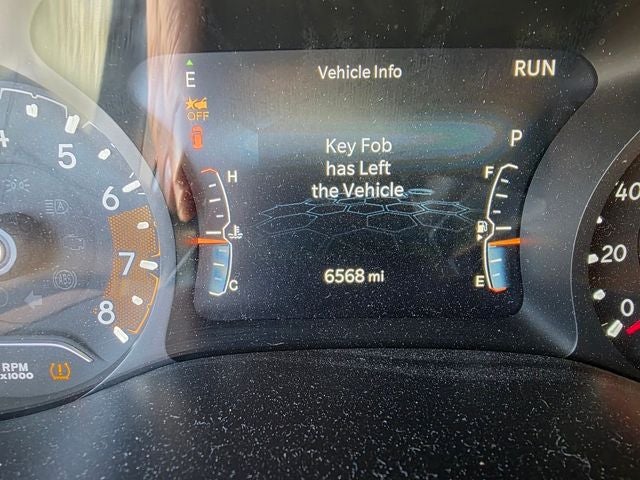 E
Vehicle Info
RUN
OFF
Key Fob
has Left
the Vehicle
P
H
F
C
E
6568 mi
4
5
6
7
8
RPM
x1000
ABS
40
20
0